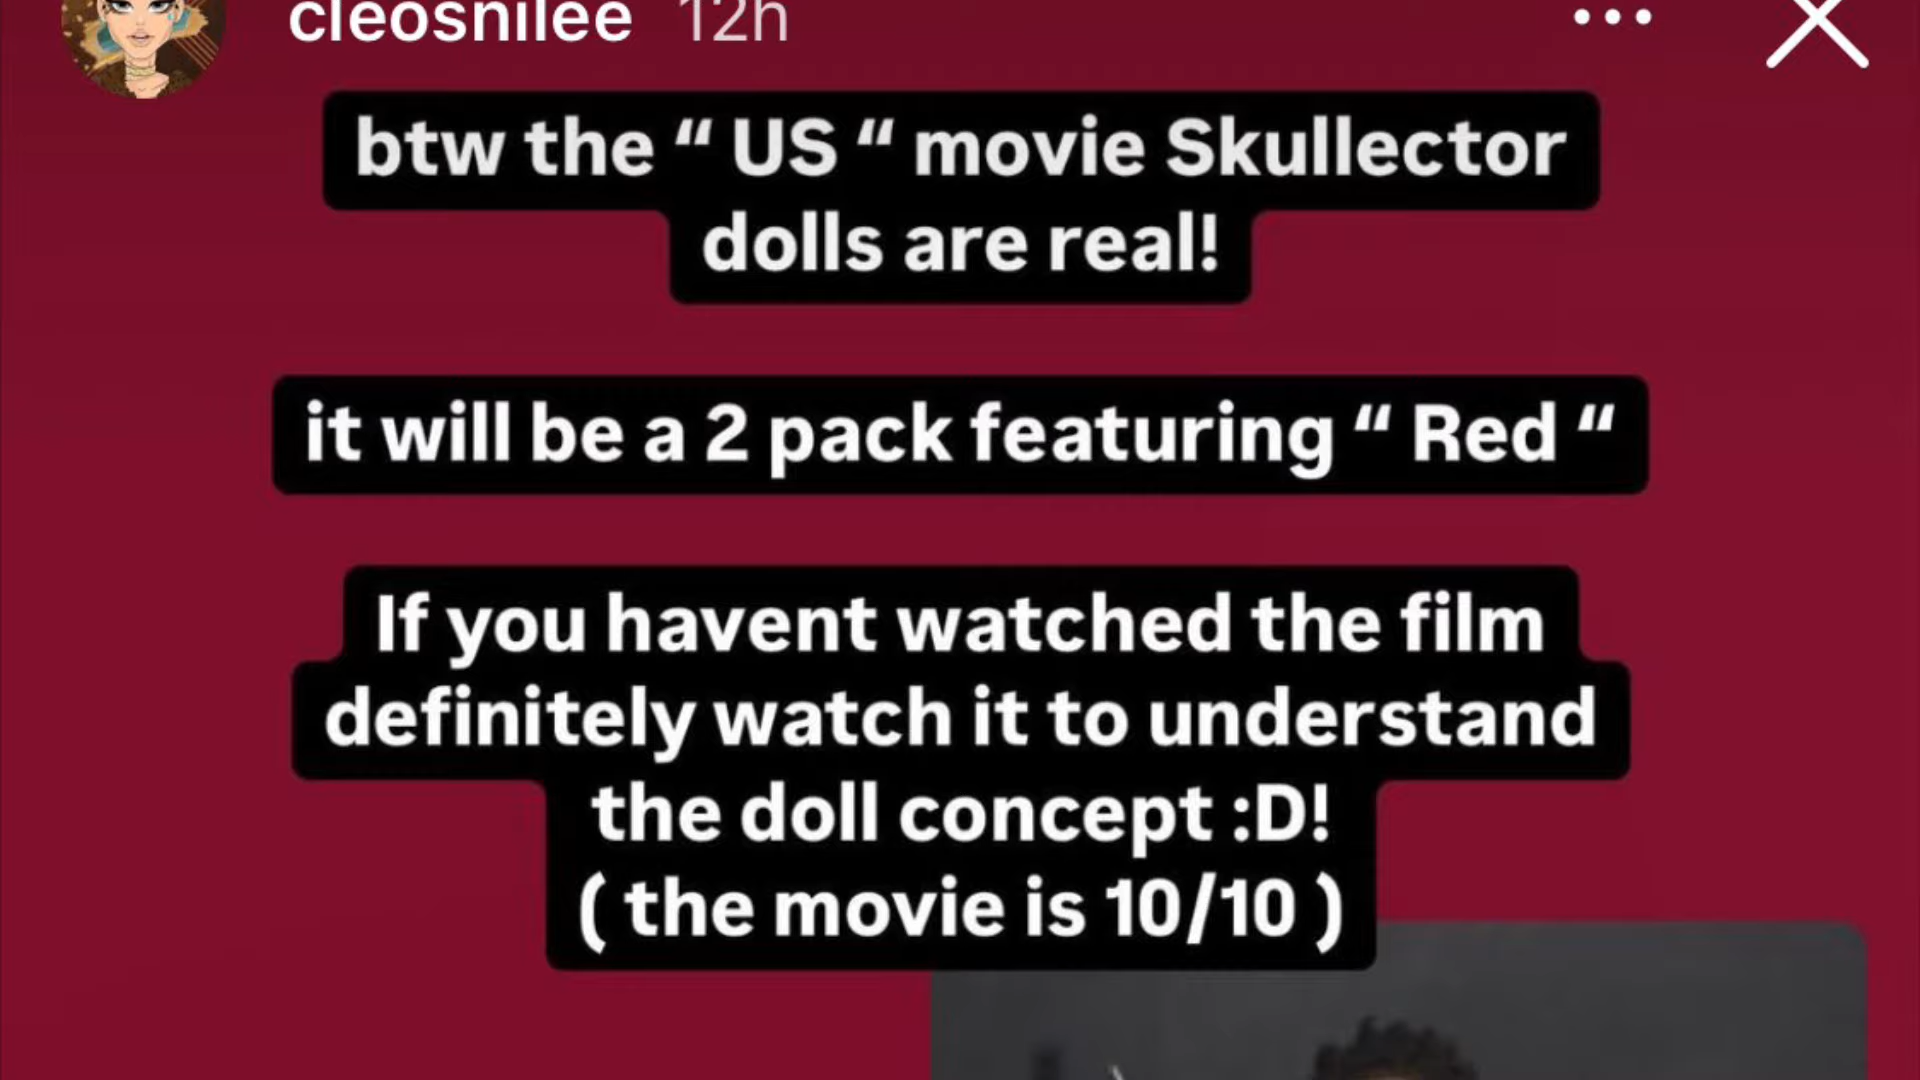 cleosnilee 12h
btw the “ US “ movie Skullector
dolls are real!
it will be a 2 pack featuring “ Red “
If you havent watched the film
definitely watch it to understand
the doll concept :D!
( the movie is 10/10 )